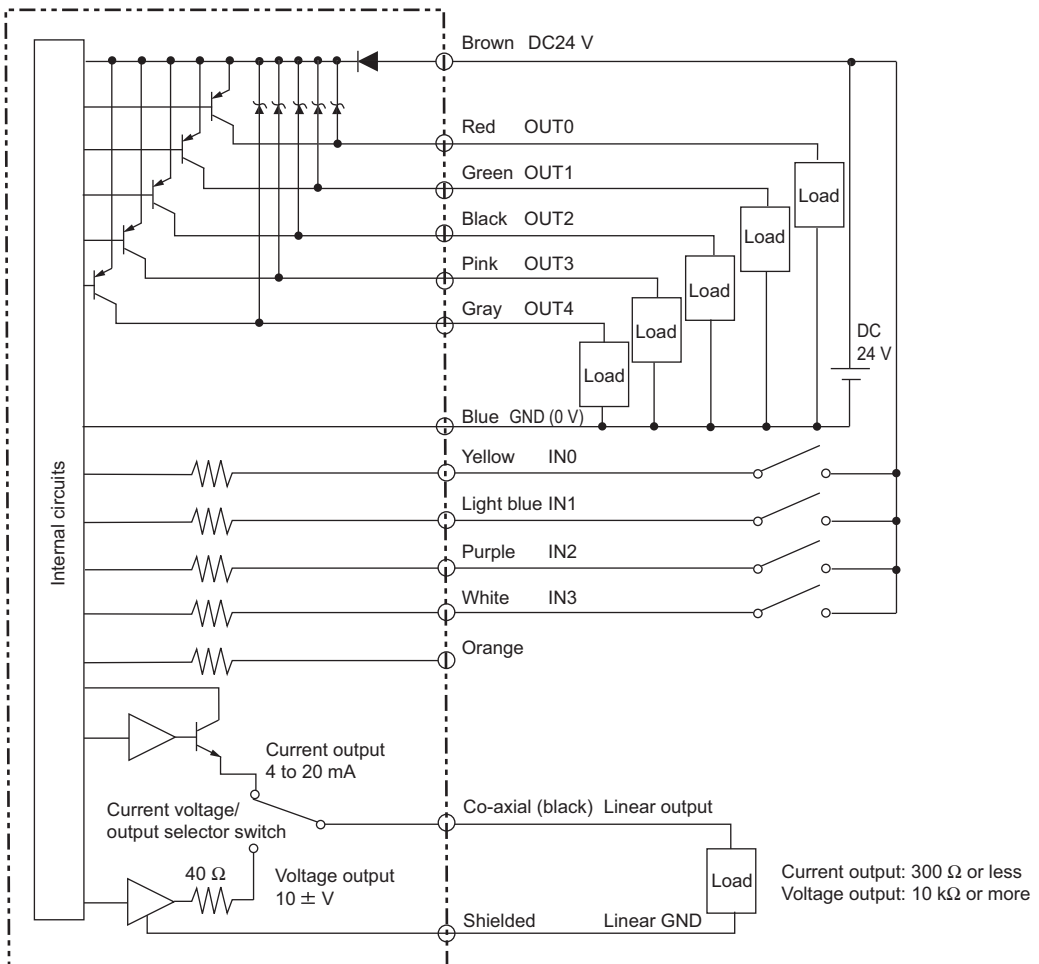 Brown DC24 V
Red OUT0
Green OUT1
Black OUT2
Pink OUT3
Gray OUT4
Load
Load
Load
Load
Load
DC
24 V
Blue GND (0 V)
Internal circuits
Yellow IN0
Light blue IN1
Purple IN2
White IN3
Orange
Current output
4 to 20 mA
Current voltage/
output selector switch
Co-axial (black) Linear output
40 Ω
Voltage output
10 ± V
Load
Current output: 300 Ω or less
Voltage output: 10 kΩ or more
Shielded Linear GND